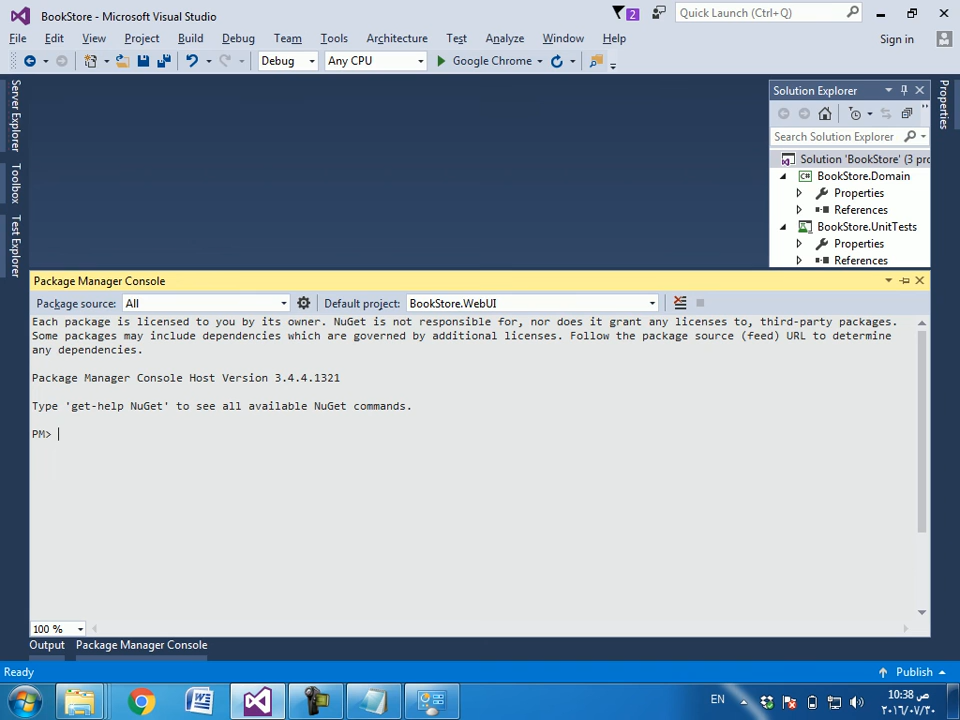 BookStore - Microsoft Visual Studio
2
Quick Launch (Ctrl+Q)
File Edit View Project Build Debug Team Tools Architecture Test Analyze Window Help
Sign in
Debug Any CPU Google Chrome
Server Explorer
Toolbox
Test Explorer
Solution Explorer
Search Solution Explorer
Solution 'BookStore' (3 pro
BookStore.Domain
Properties
References
BookStore.UnitTests
Properties
References
Properties
Package Manager Console
Package source: All Default project: BookStore.WebUI
Each package is licensed to you by its owner. NuGet is not responsible for, nor does it grant any licenses to, third-party packages.
Some packages may include dependencies which are governed by additional licenses. Follow the package source (feed) URL to determine
any dependencies.
Package Manager Console Host Version 3.4.4.1321
Type 'get-help NuGet' to see all available NuGet commands.
PM>
100 %
Output Package Manager Console
Ready
Publish
EN
10:38 ص
٢٠١٦/٠٧/٣٠